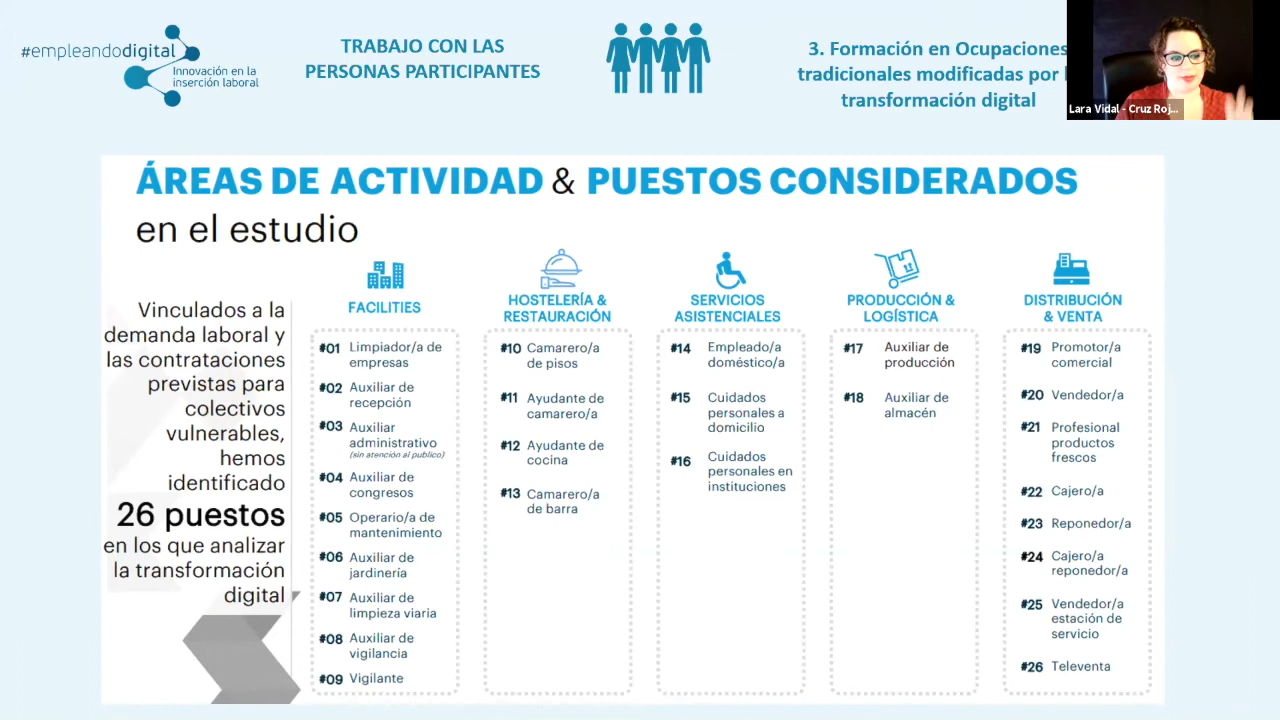 #empleandodigital
Innovación en la
inserción laboral
TRABAJO CON LAS
PERSONAS PARTICIPANTES
3. Formación en Ocupaciones
tradicionales modificadas por
transformación digital
Lara Vidal - Cruz Roj...
ÁREAS DE ACTIVIDAD & PUESTOS CONSIDERADOS
en el estudio
Vinculados a la
demanda laboral y
las contrataciones
previstas para
colectivos
vulnerables,
hemos
identificado
26 puestos
en los que analizar
la transformación
digital
FACILITIES
#01 Limpiador/a de
empresas
#02 Auxiliar de
recepción
#03 Auxiliar
administrativo
(sin atención al publico)
#04 Auxiliar de
congresos
#05 Operario/a de
mantenimiento
#06 Auxiliar de
jardinería
#07 Auxiliar de
limpieza viaria
#08 Auxiliar de
vigilancia
#09 Vigilante
HOSTELERÍA &
RESTAURACIÓN
#10 Camarero/a
de pisos
#11 Ayudante de
camarero/a
#12 Ayudante de
cocina
#13 Camarero/a
de barra
SERVICIOS
ASISTENCIALES
#14 Empleado/a
doméstico/a
#15 Cuidados
personales a
domicilio
#16 Cuidados
personales en
instituciones
PRODUCCIÓN &
LOGÍSTICA
#17 Auxiliar de
producción
#18 Auxiliar de
almacén
DISTRIBUCIÓN
& VENTA
#19 Promotor/a
comercial
#20 Vendedor/a
#21 Profesional
productos
frescos
#22 Cajero/a
#23 Reponedor/a
#24 Cajero/a
reponedor/a
#25 Vendedor/a
estación de
servicio
#26 Televenta